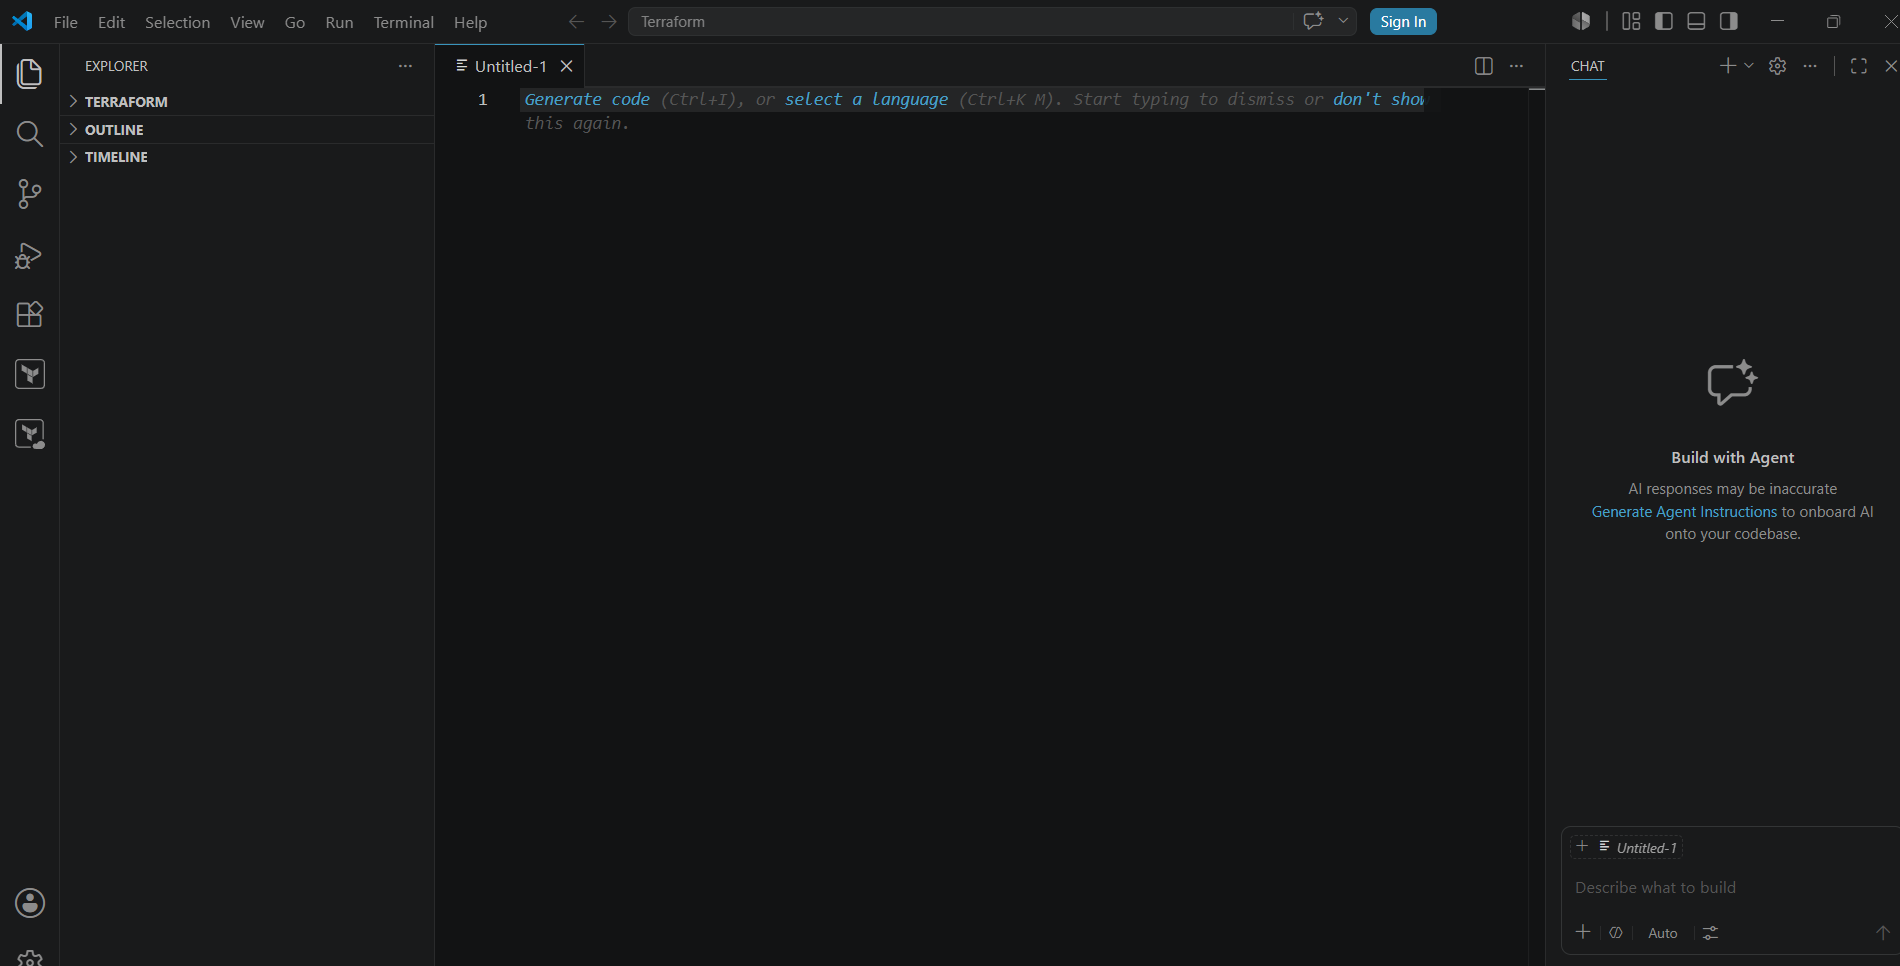 File Edit Selection View Go Run Terminal Help
Terraform
Sign In
EXPLORER
TERRAFORM
OUTLINE
TIMELINE
Untitled-1
1
Generate code (Ctrl+I), or select a language (Ctrl+K M). Start typing to dismiss or don't show
this again.
CHAT
Build with Agent
AI responses may be inaccurate
Generate Agent Instructions to onboard AI
onto your codebase.
Untitled-1
Describe what to build
Auto